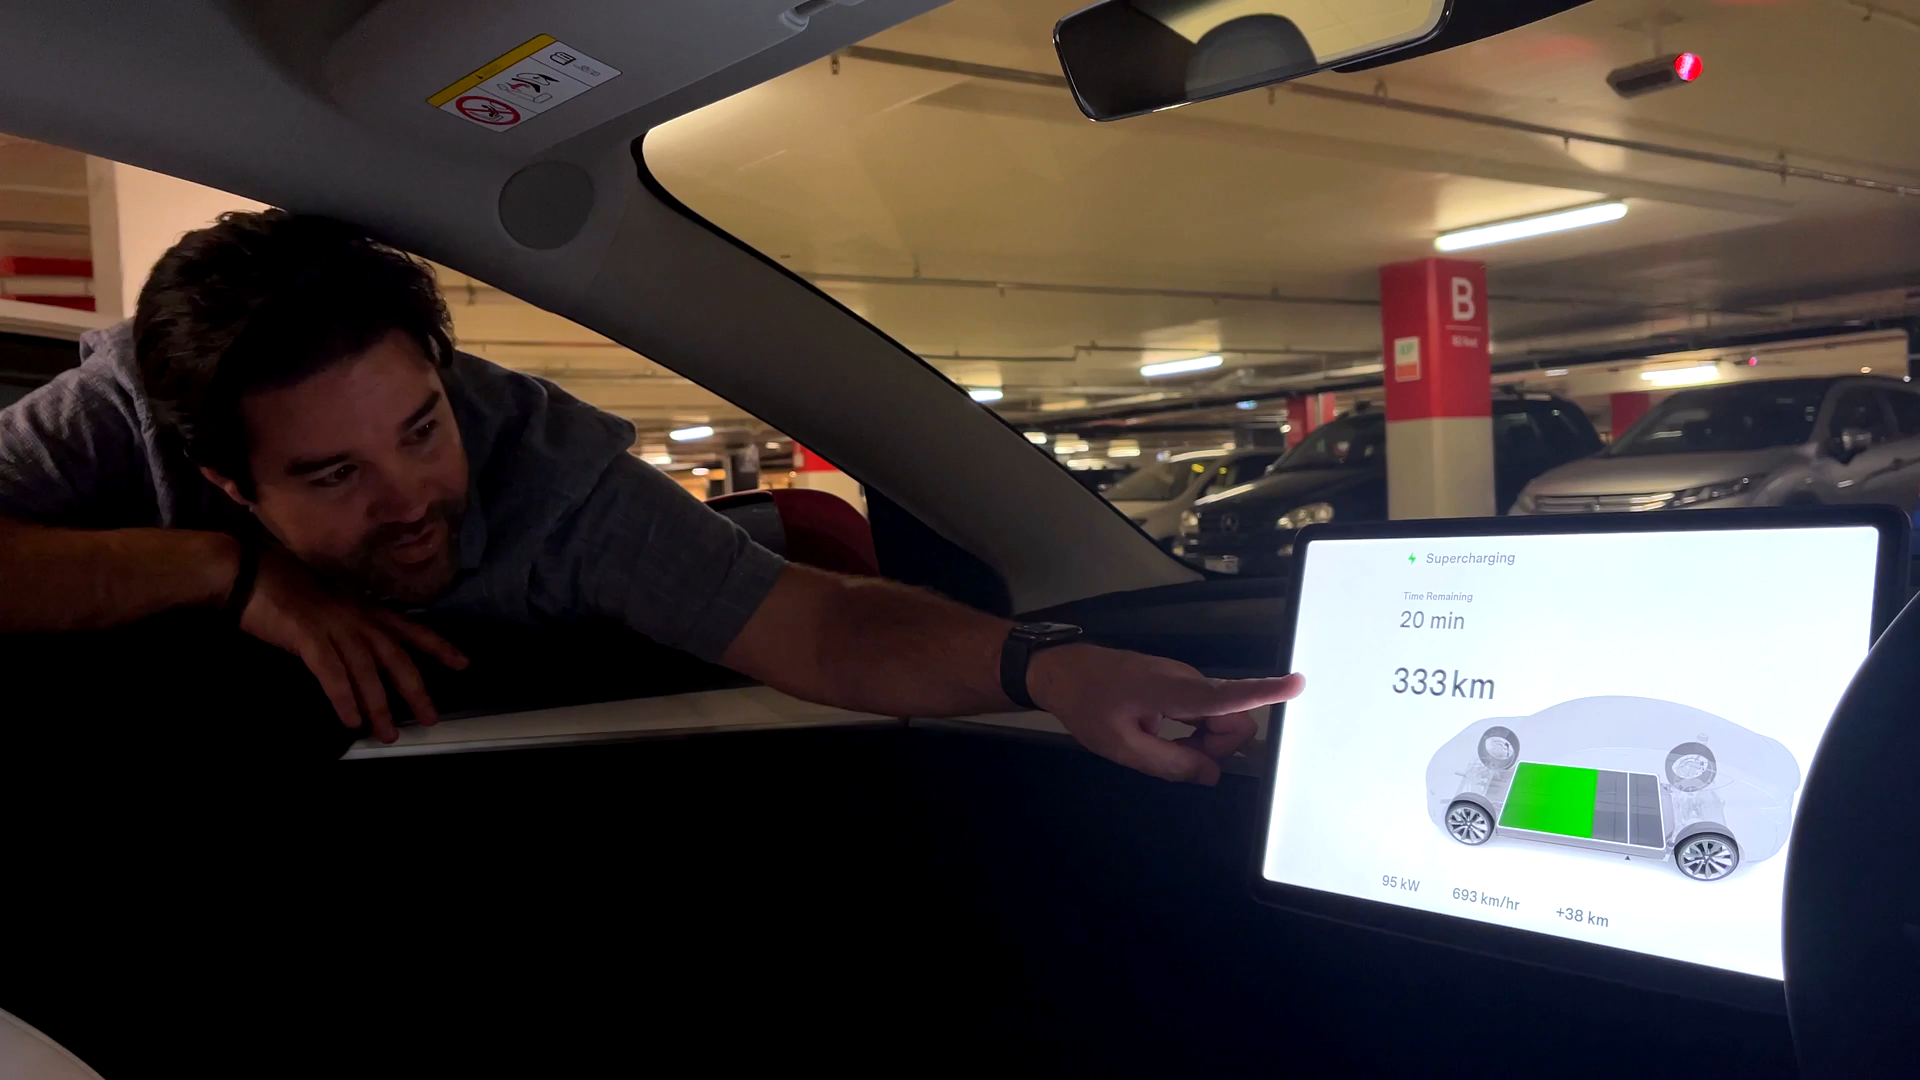 B
Supercharging
Time Remaining
20 min
333 km
95 kW
693 km/hr
+38 km